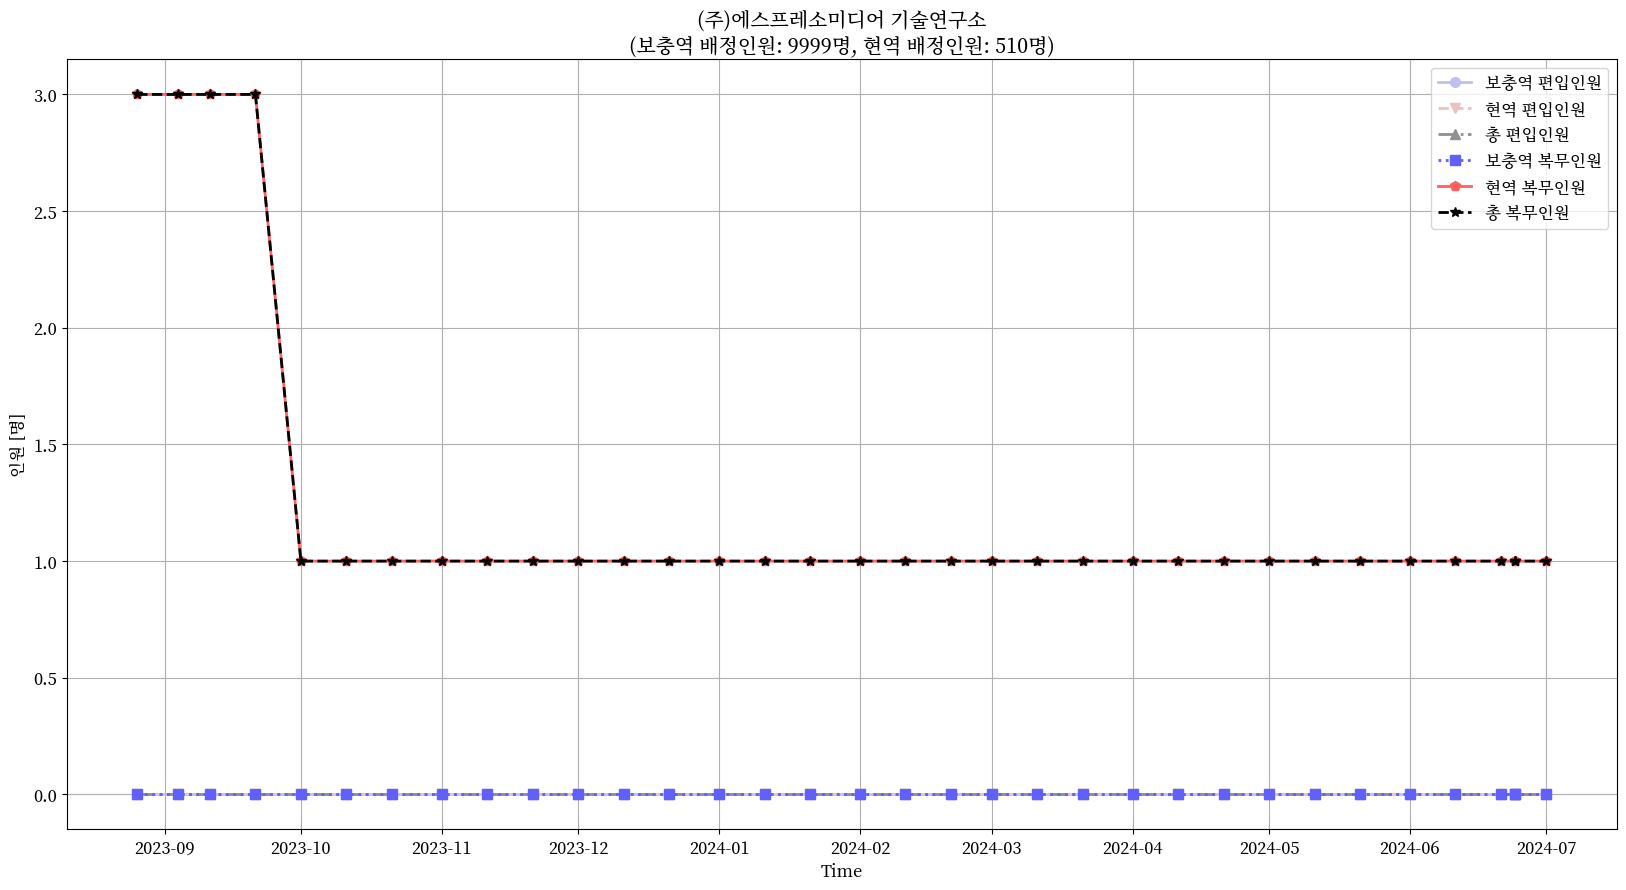 (주)에스프레소미디어 기술연구소
(보충역 배정인원: 9999명, 현역 배정인원: 510명)
보충역 편입인원
현역 편입인원
총 편입인원
보충역 복무인원
현역 복무인원
총 복무인원
인원 [명]
3.0
2.5
2.0
1.5
1.0
0.5
0.0
2023-09 2023-10 2023-11 2023-12 2024-01 2024-02 2024-03 2024-04 2024-05 2024-06 2024-07
Time